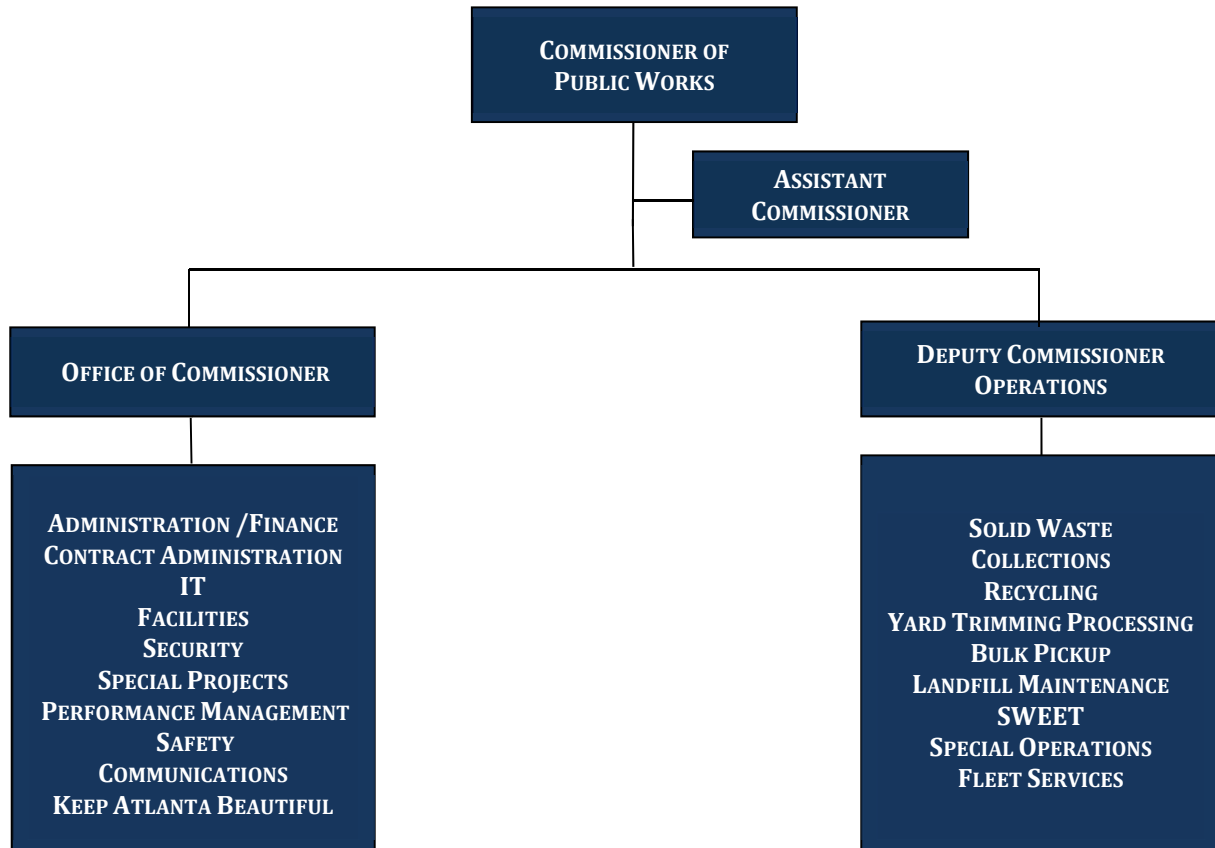 COMMISSIONER OF
PUBLIC WORKS
ASSISTANT
COMMISSIONER
OFFICE OF COMMISSIONER
DEPUTY COMMISSIONER
OPERATIONS
ADMINISTRATION /FINANCE
CONTRACT ADMINISTRATION
IT
FACILITIES
SECURITY
SPECIAL PROJECTS
PERFORMANCE MANAGEMENT
SAFETY
COMMUNICATIONS
KEEP ATLANTA BEAUTIFUL
SOLID WASTE
COLLECTIONS
RECYCLING
YARD TRIMMING PROCESSING
BULK PICKUP
LANDFILL MAINTENANCE
SWEET
SPECIAL OPERATIONS
FLEET SERVICES